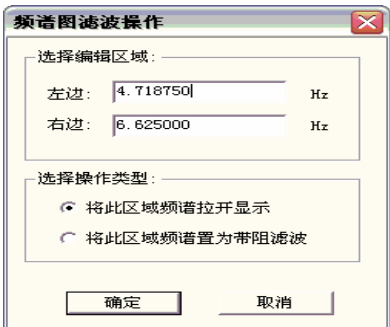 频谱图滤波操作
选择编辑区域:
左边: 4.718750 Hz
右边: 6.625000 Hz
选择操作类型:
将此区域频谱拉开显示
将此区域频谱置为带阻滤波
确定 取消